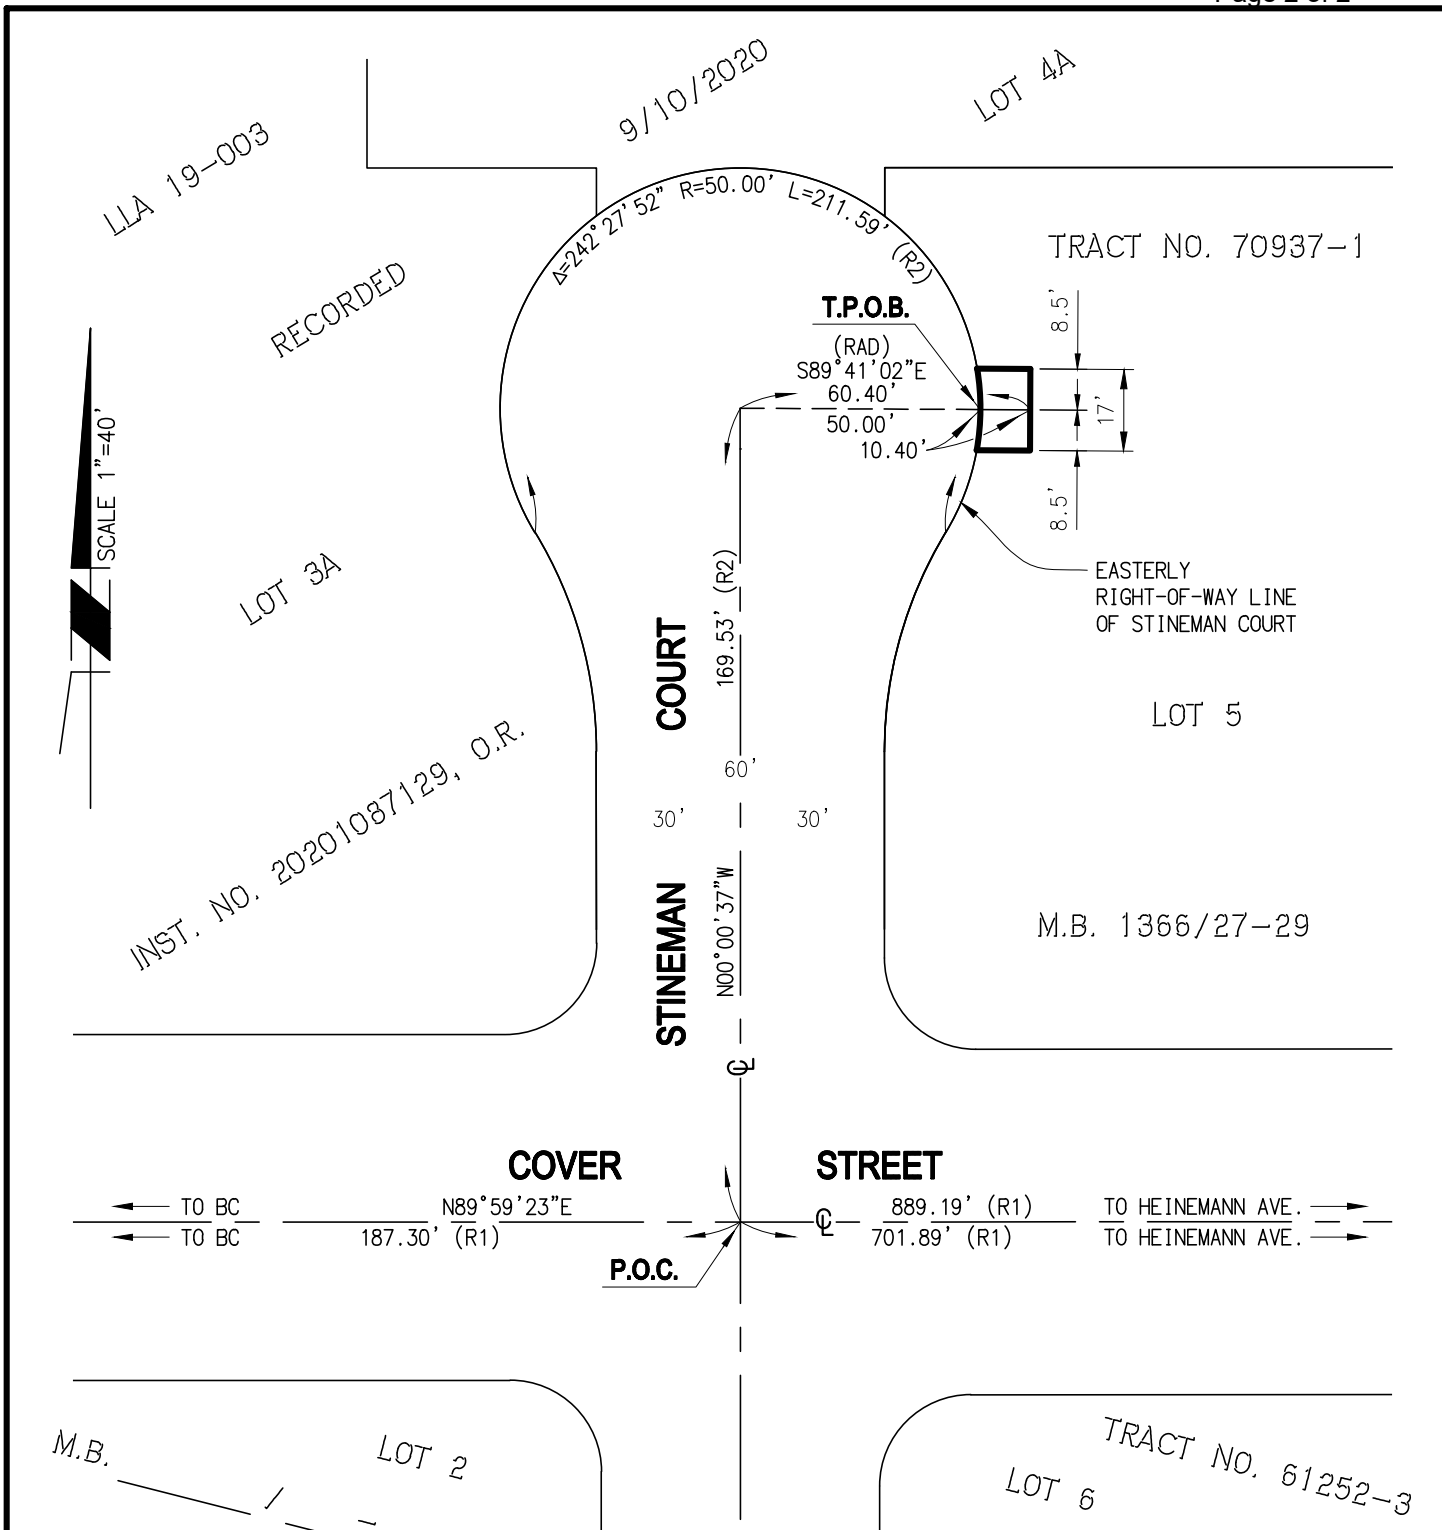 9/10/2020
LOT 4A
LLA 19-003
Δ=242°27'52" R=50.00' L=211.59' (R2)
TRACT NO. 70937-1
RECORDED
T.P.O.B.
(RAD)
S89°41'02"E
60.40'
50.00'
10.40'
8.5'
17'
8.5'
SCALE 1"=40'
EASTERLY
RIGHT-OF-WAY LINE
OF STINEMAN COURT
LOT 3A
169.53' (R2)
STINEMAN COURT
LOT 5
60'
30'
30'
INST. NO. 20201087129, O.R.
N00°00'37"W
M.B. 1366/27-29
℄
COVER STREET
TO BC
N89°59'23"E
889.19' (R1)
TO HEINEMANN AVE.
TO BC
187.30' (R1)
℄
701.89' (R1)
TO HEINEMANN AVE.
P.O.C.
M.B.
LOT 2
LOT 6
TRACT NO. 61252-3